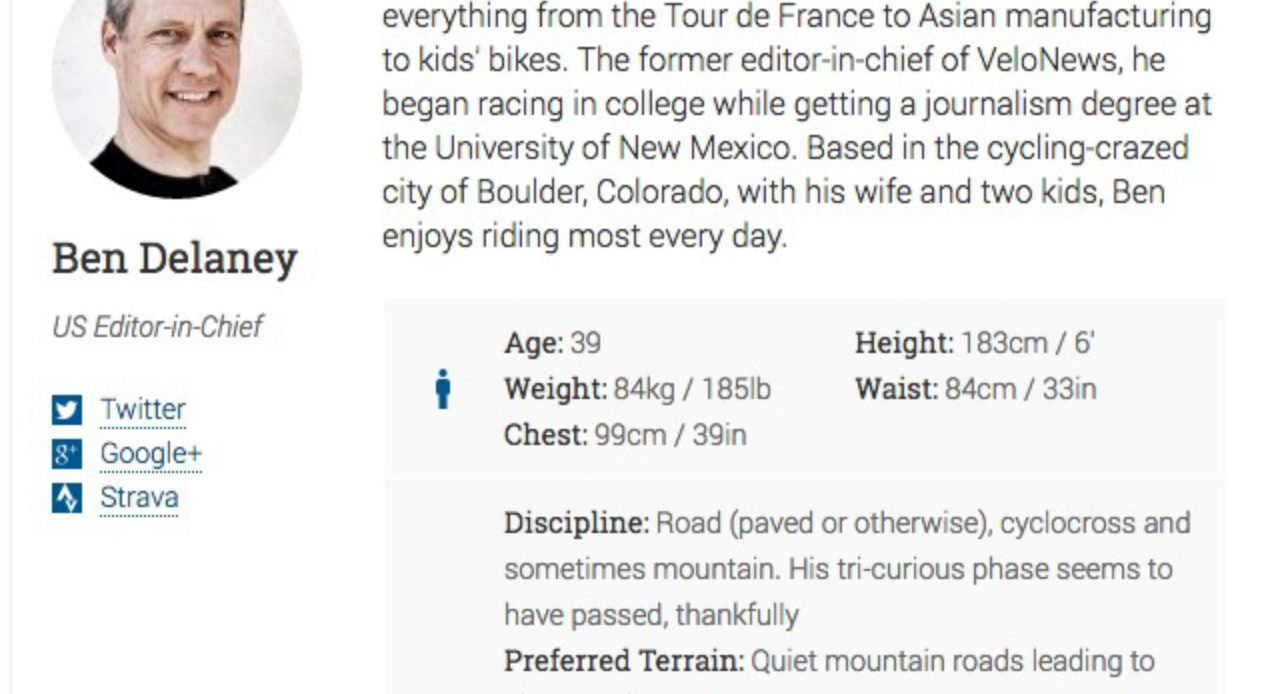 everything from the Tour de France to Asian manufacturing
to kids' bikes. The former editor-in-chief of VeloNews, he
began racing in college while getting a journalism degree at
the University of New Mexico. Based in the cycling-crazed
city of Boulder, Colorado, with his wife and two kids, Ben
enjoys riding most every day.
Ben Delaney
US Editor-in-Chief
Twitter
8+ Google+
Strava
Age: 39
Height: 183cm / 6'
Weight: 84kg / 185lb
Waist: 84cm / 33in
Chest: 99cm / 39in
Discipline: Road (paved or otherwise), cyclocross and
sometimes mountain. His tri-curious phase seems to
have passed, thankfully
Preferred Terrain: Quiet mountain roads leading to